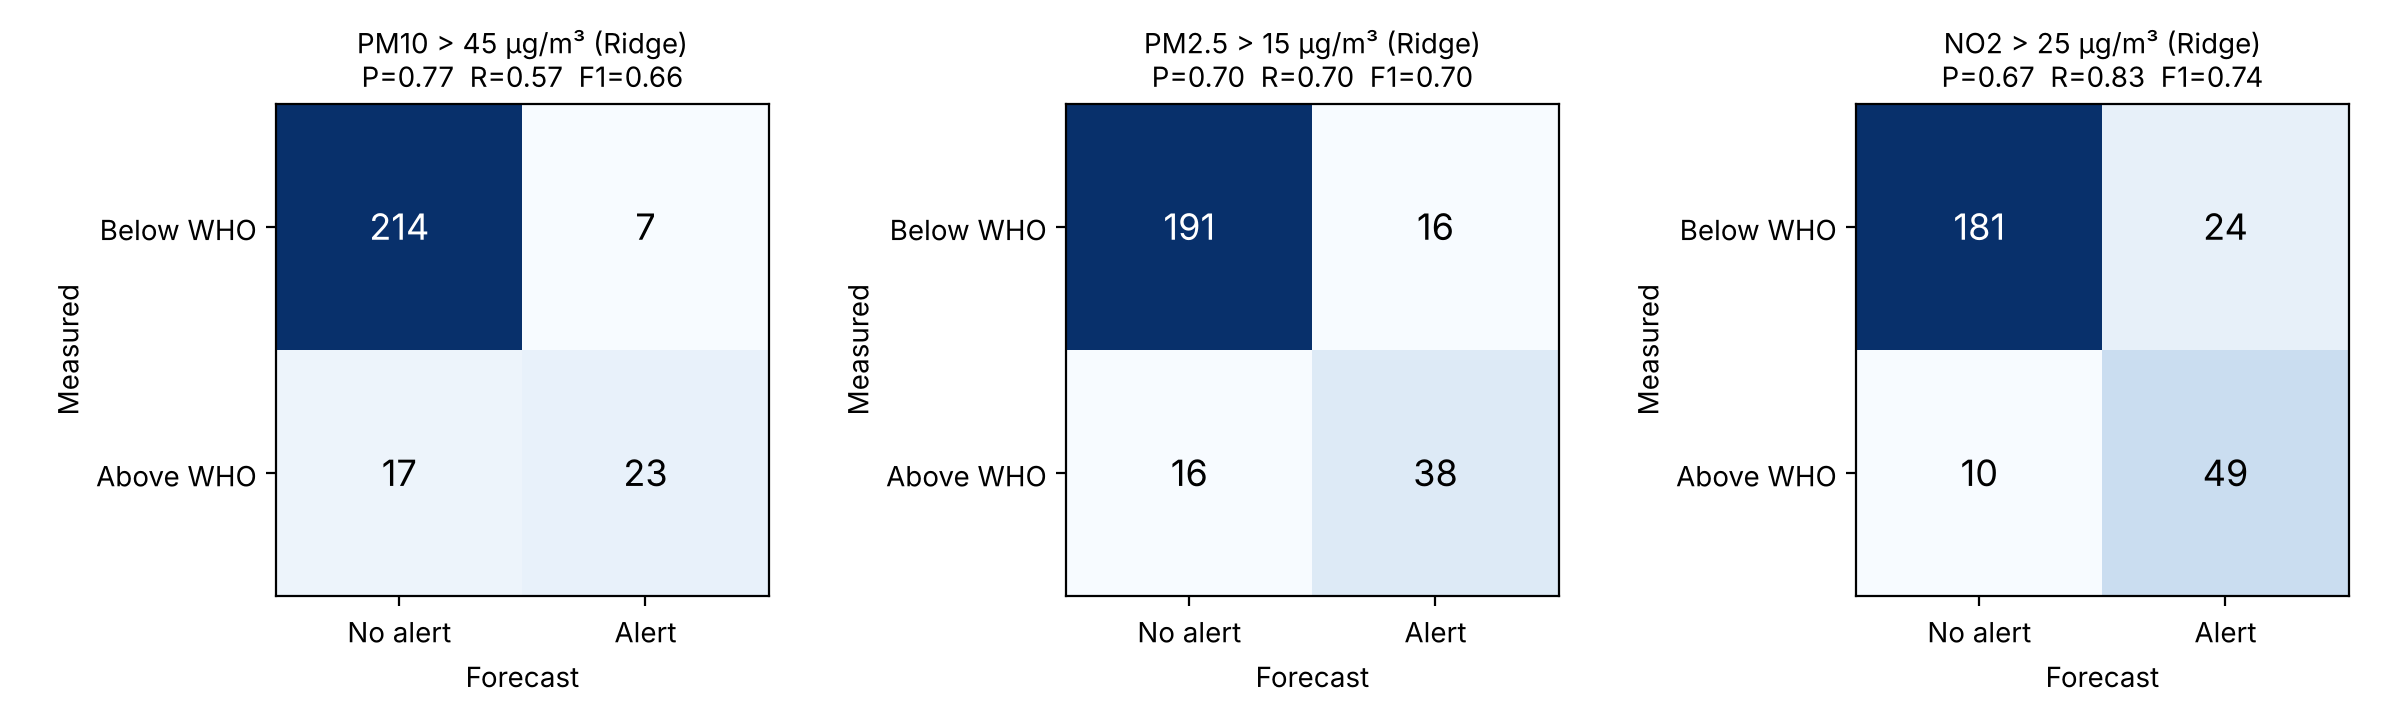 PM10 > 45 µg/m³ (Ridge)
P=0.77 R=0.57 F1=0.66
Measured
Below WHO
214
7
Above WHO
17
23
No alert
Alert
Forecast
PM2.5 > 15 µg/m³ (Ridge)
P=0.70 R=0.70 F1=0.70
Measured
Below WHO
191
16
Above WHO
16
38
No alert
Alert
Forecast
NO2 > 25 µg/m³ (Ridge)
P=0.67 R=0.83 F1=0.74
Measured
Below WHO
181
24
Above WHO
10
49
No alert
Alert
Forecast